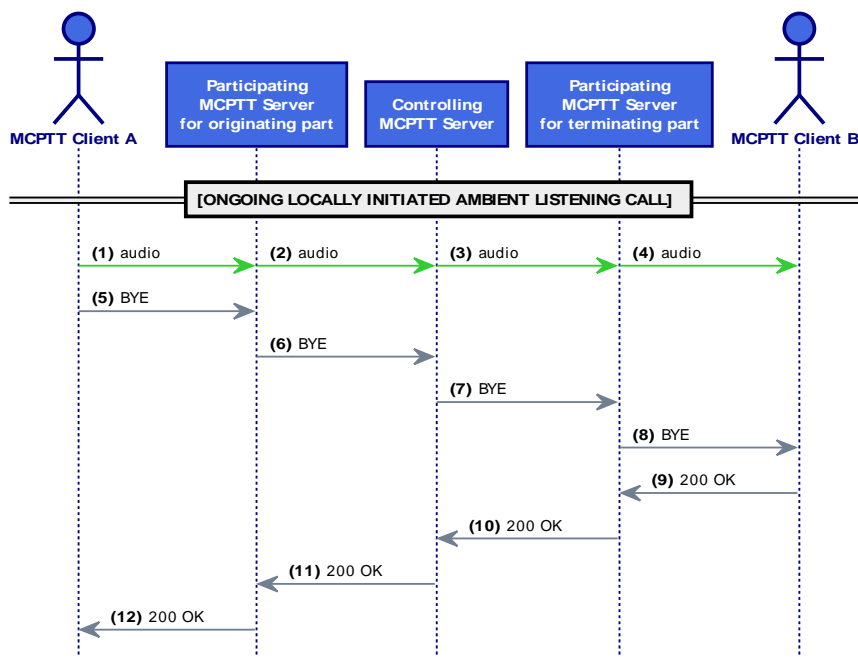 Participating
MCPTT Server
for originating part
Controlling
MCPTT Server
Participating
MCPTT Server
for terminating part
MCPTT Client A
MCPTT Client B
[ONGOING LOCALLY INITIATED AMBIENT LISTENING CALL]
(1) audio
(2) audio
(3) audio
(4) audio
(5) BYE
(6) BYE
(7) BYE
(8) BYE
(9) 200 OK
(10) 200 OK
(11) 200 OK
(12) 200 OK